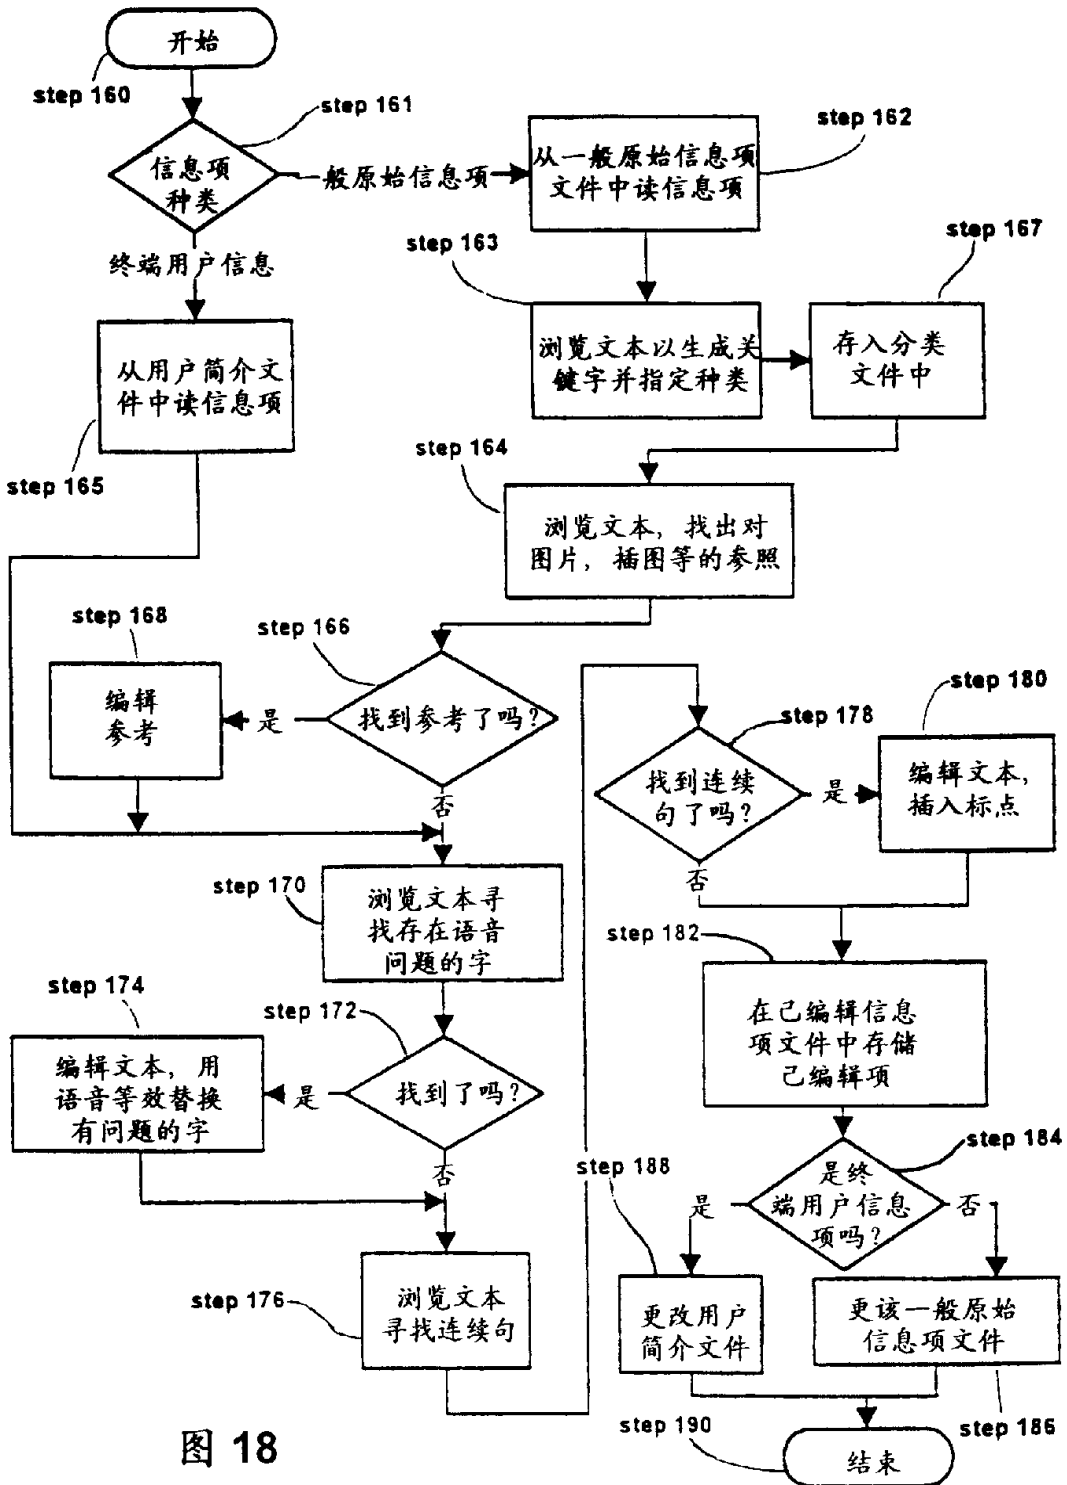 开始
step 160
step 161
信息项
种类
一般原始信息项
step 162
从一般原始信息项
文件中读信息项
终端用户信息
step 163
step 167
从用户简介文
件中读信息项
step 165
浏览文本以生成关
键字并指定种类
存入分类
文件中
step 164
浏览文本，找出对
图片，插图等的参照
step 168
step 166
编辑
参考
是
找到参考了吗？
否
step 170
浏览文本寻
找存在语音
问题的字
step 174
step 172
编辑文本，用
语音等效替换
有问题的字
是
找到了吗？
否
step 176
浏览文本
寻找连续句
step 178
step 180
找到连续
句了吗？
是
编辑文本，
插入标点
否
step 182
在已编辑信息
项文件中存储
已编辑项
step 184
step 188
是终
端用户信息
项吗？
是
否
更改用户
简介文件
更该一般原始
信息项文件
step 190
step 186
结束
图 18